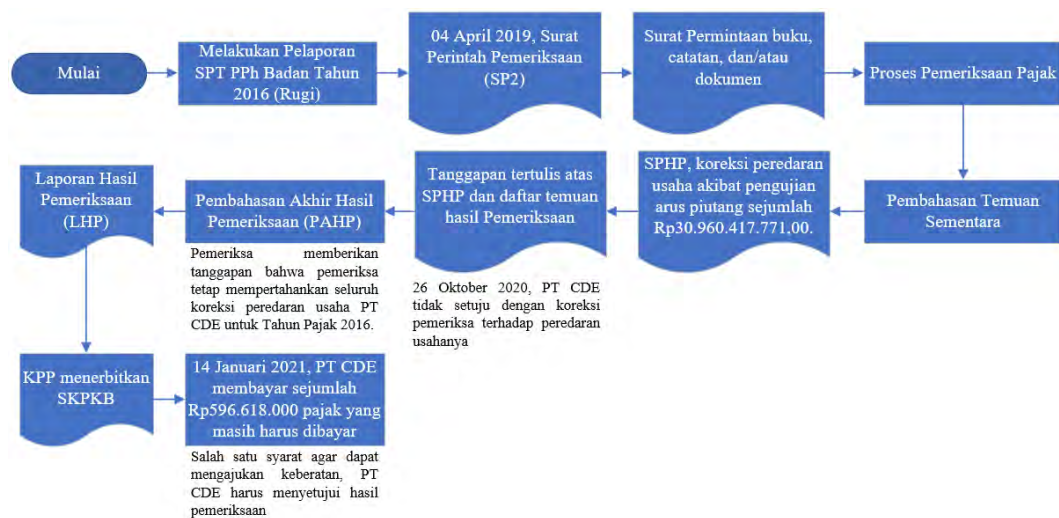 Mulai
Melakukan Pelaporan
SPT PPh Badan Tahun
2016 (Rugi)
04 April 2019, Surat
Perintah Pemeriksaan
(SP2)
Surat Permintaan buku,
catatan, dan/atau
dokumen
Proses Pemeriksaan Pajak
Pembahasan Temuan
Sementara
SPHP, koreksi peredaran
usaha akibat pengujian
arus piutang sejumlah
Rp30.960.417.771,00.
Tanggapan tertulis atas
SPHP dan daftar temuan
hasil Pemeriksaan
26 Oktober 2020, PT CDE
tidak setuju dengan koreksi
pemeriksa terhadap peredaran
usahanya
Pembahasan Akhir Hasil
Pemeriksaan (PAHP)
Pemeriksa memberikan
tanggapan bahwa pemeriksa
tetap mempertahankan seluruh
koreksi peredaran usaha PT
CDE untuk Tahun Pajak 2016.
Laporan Hasil
Pemeriksaan
(LHP)
KPP menerbitkan
SKPKB
14 Januari 2021, PT CDE
membayar sejumlah
Rp596.618.000 pajak yang
masih harus dibayar
Salah satu syarat agar dapat
mengajukan keberatan, PT
CDE harus menyetujui hasil
pemeriksaan